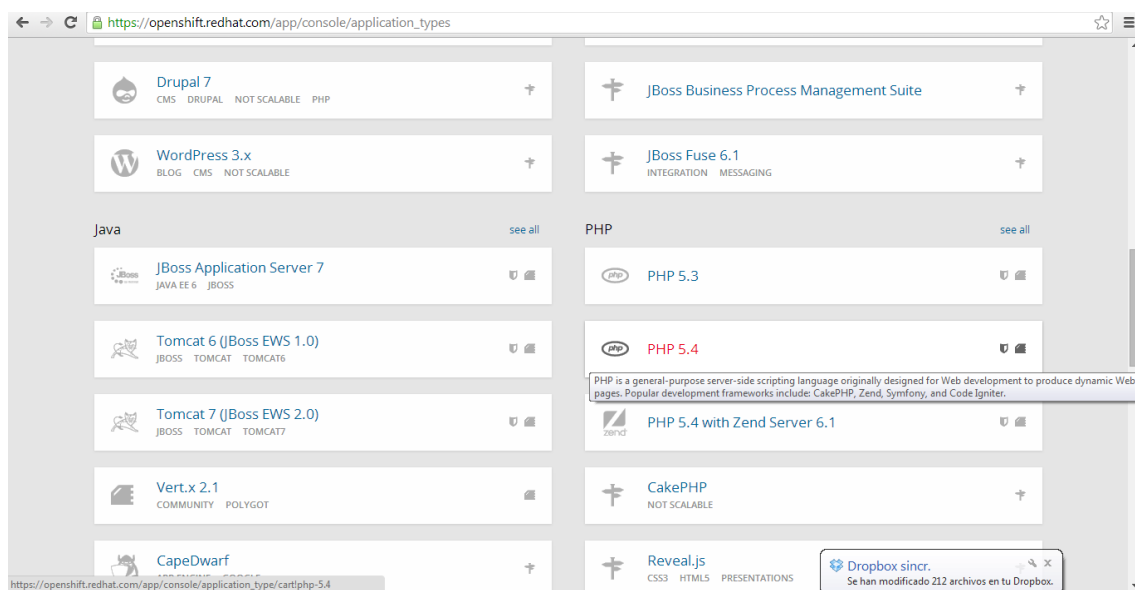 https://openshift.redhat.com/app/console/application_types
Drupal 7
CMS DRUPAL NOT SCALABLE PHP
JBoss Business Process Management Suite
WordPress 3.x
BLOG CMS NOT SCALABLE
JBoss Fuse 6.1
INTEGRATION MESSAGING
Java see all
PHP see all
JBoss Application Server 7
JAVA EE 6 JBOSS
PHP 5.3
Tomcat 6 (JBoss EWS 1.0)
JBOSS TOMCAT TOMCAT6
PHP 5.4
PHP is a general-purpose server-side scripting language originally designed for Web development to produce dynamic Web
pages. Popular development frameworks include: CakePHP, Zend, Symfony, and Code Igniter.
Tomcat 7 (JBoss EWS 2.0)
JBOSS TOMCAT TOMCAT7
PHP 5.4 with Zend Server 6.1
Vert.x 2.1
COMMUNITY POLYGOT
CakePHP
NOT SCALABLE
CapeDwarf
Reveal.js
CSS3 HTML5 PRESENTATIONS
https://openshift.redhat.com/app/console/application_type/cart!php-5.4
Dropbox sincr.
Se han modificado 212 archivos en tu Dropbox.